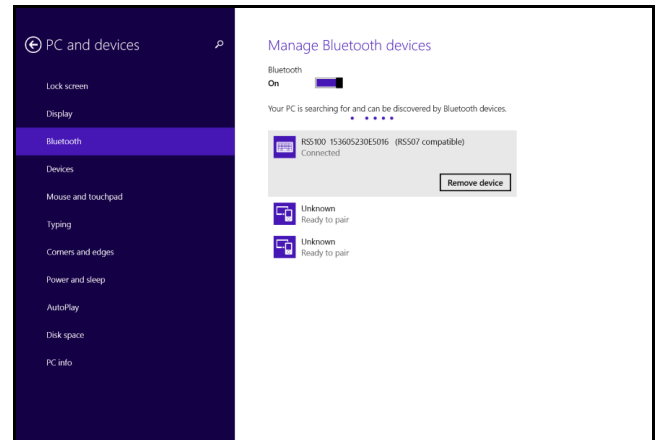 PC and devices
Lock screen
Display
Bluetooth
Devices
Mouse and touchpad
Typing
Corners and edges
Power and sleep
AutoPlay
Disk space
PC info
Manage Bluetooth devices
Bluetooth
On
Your PC is searching for and can be discovered by Bluetooth devices.
RS5100 153605230E5016 (RS507 compatible)
Connected
Remove device
Unknown
Ready to pair
Unknown
Ready to pair